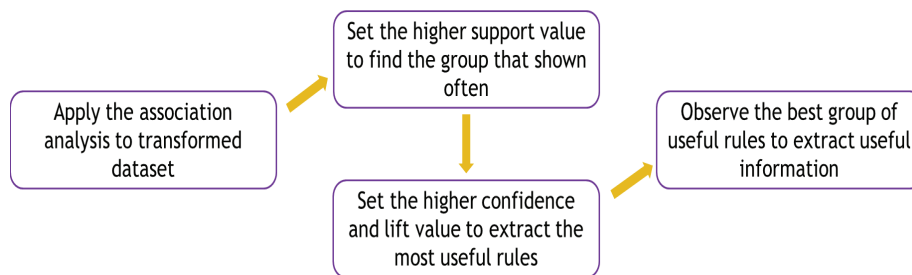 Apply the association
analysis to transformed
dataset
Set the higher support value
to find the group that shown
often
Set the higher confidence
and lift value to extract the
most useful rules
Observe the best group of
useful rules to extract useful
information